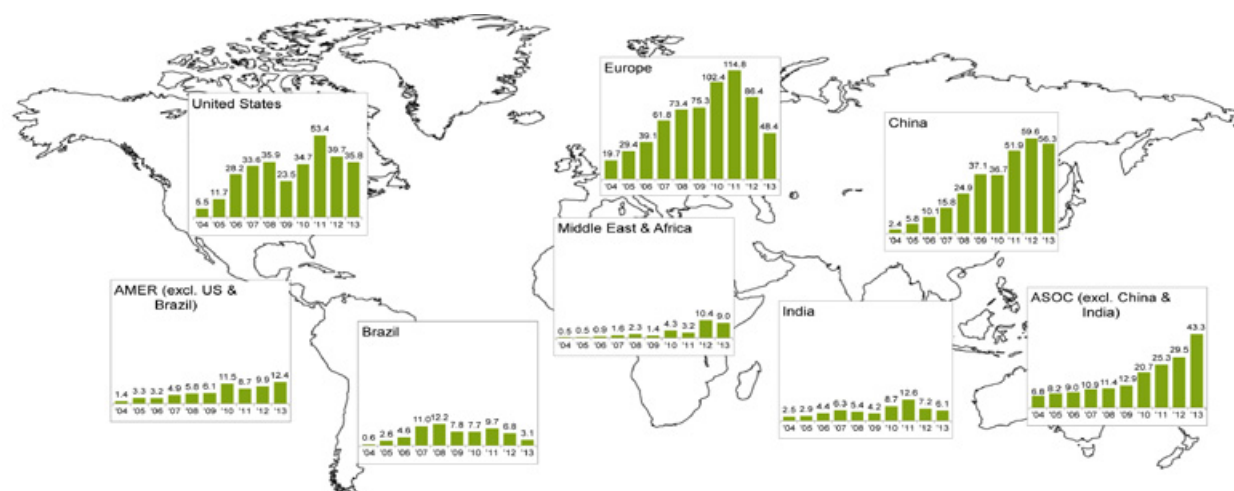 United States
5.5 11.7 28.2 33.6 35.9 23.5 34.7 53.4 39.7 35.8
'04 '05 '06 '07 '08 '09 '10 '11 '12 '13
Europe
19.7 29.4 39.1 61.8 73.4 75.3 102.4 114.8 86.4 48.4
'04 '05 '06 '07 '08 '09 '10 '11 '12 '13
China
2.4 5.8 10.1 15.8 24.9 37.1 36.7 51.9 59.6 56.3
'04 '05 '06 '07 '08 '09 '10 '11 '12 '13
Middle East & Africa
0.5 0.5 0.9 1.6 2.3 1.4 4.3 3.2 10.4 9.0
'04 '05 '06 '07 '08 '09 '10 '11 '12 '13
AMER (excl. US &
Brazil)
1.4 3.3 3.2 4.9 5.8 6.1 11.5 8.7 9.9 12.4
'04 '05 '06 '07 '08 '09 '10 '11 '12 '13
Brazil
0.6 2.6 4.6 11.0 12.2 7.8 7.7 9.7 6.8 3.1
'04 '05 '06 '07 '08 '09 '10 '11 '12 '13
India
2.5 2.9 4.4 6.3 5.4 4.2 8.7 12.6 7.2 6.1
'04 '05 '06 '07 '08 '09 '10 '11 '12 '13
ASOC (excl. China &
India)
6.8 8.2 9.0 10.9 11.4 12.9 20.7 25.3 29.5 43.3
'04 '05 '06 '07 '08 '09 '10 '11 '12 '13